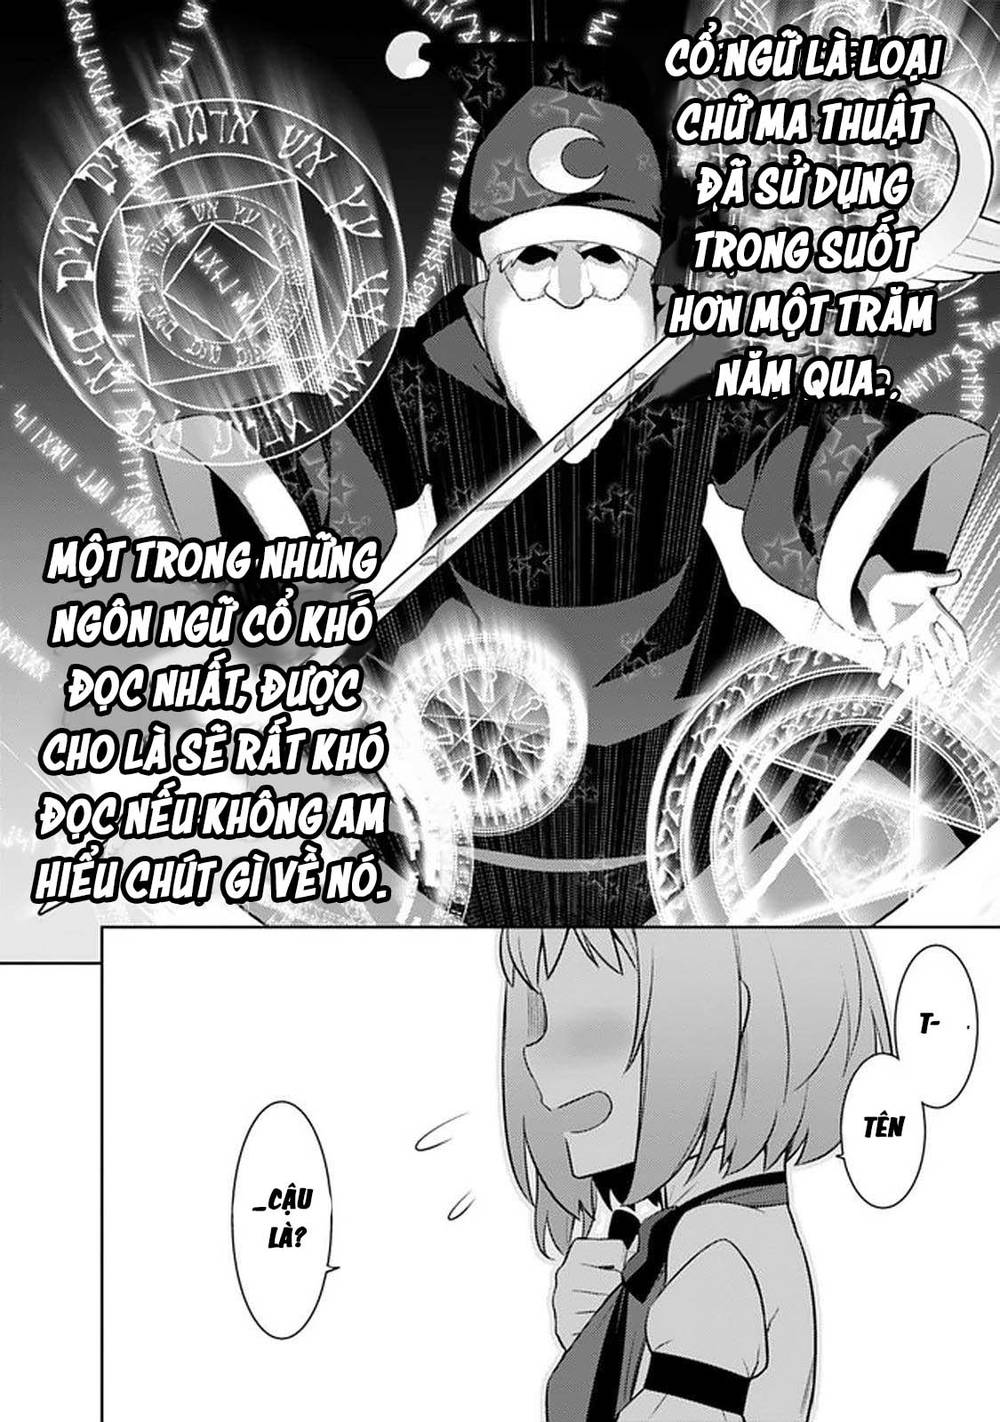 CỔ NGỮ LÀ LOẠI
CHỮ MA THUẬT
ĐÃ SỬ DỤNG
TRONG SUỐT
HƠN MỘT TRĂM
NĂM QUA.
MỘT TRONG NHỮNG
NGÔN NGỮ CỔ KHÓ
ĐỌC NHẤT, ĐƯỢC
CHO LÀ SẼ RẤT KHÓ
ĐỌC NẾU KHÔNG AM
HIỂU CHÚT GÌ VỀ NÓ.
T-
TÊN
CẬU
LÀ?